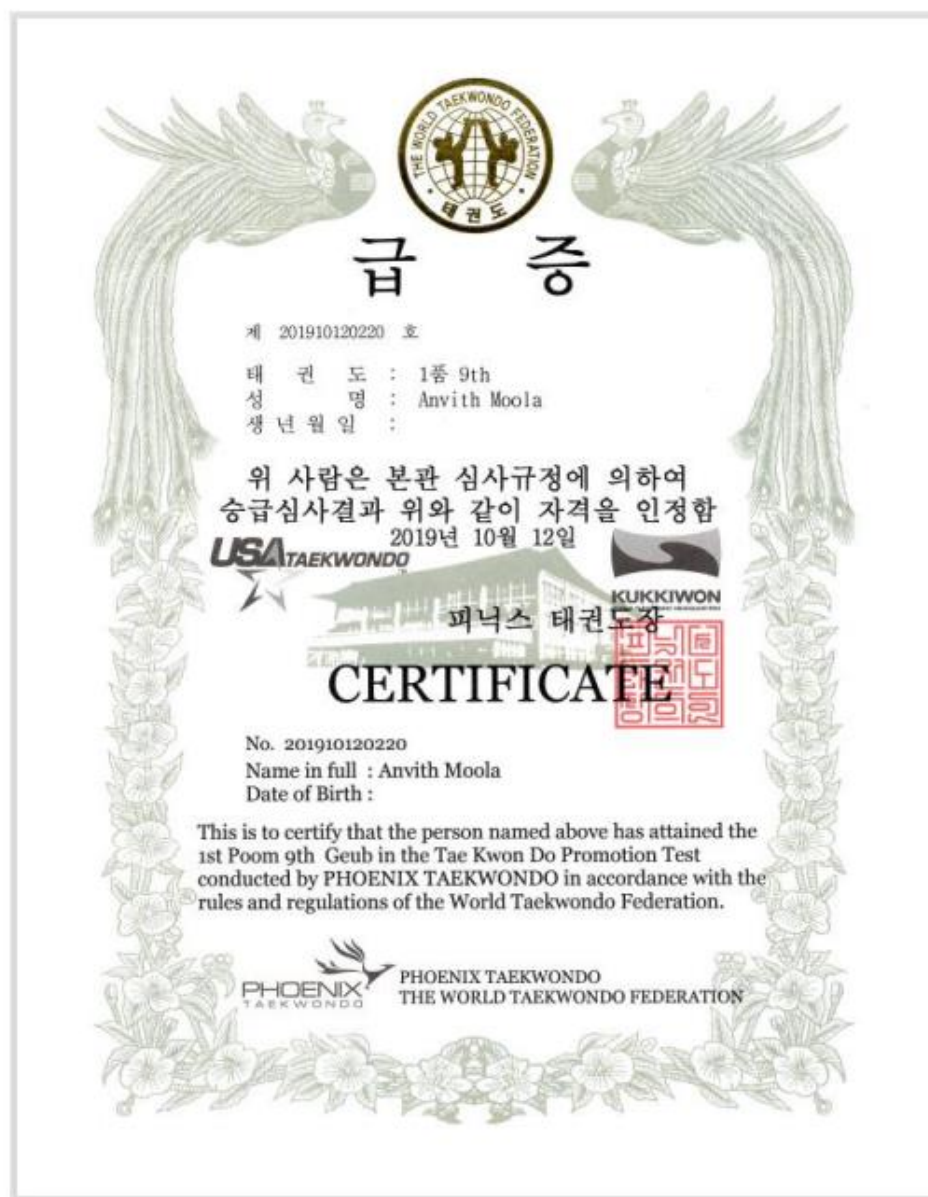 THE WORLD TAEKWONDO FEDERATION
태권도
급 증
제 201910120220 호
태 권 도 : 1품 9th
성 명 : Anvith Moola
생 년 월 일 :
위 사람은 본관 심사규정에 의하여
승급심사결과 위와 같이 자격을 인정함
2019년 10월 12일
USA TAEKWONDO
KUKKIWON
피닉스 태권도장
CERTIFICATE
No. 201910120220
Name in full : Anvith Moola
Date of Birth :
This is to certify that the person named above has attained the
1st Poom 9th Geub in the Tae Kwon Do Promotion Test
conducted by PHOENIX TAEKWONDO in accordance with the
rules and regulations of the World Taekwondo Federation.
PHOENIX
TAEKWONDO
PHOENIX TAEKWONDO
THE WORLD TAEKWONDO FEDERATION